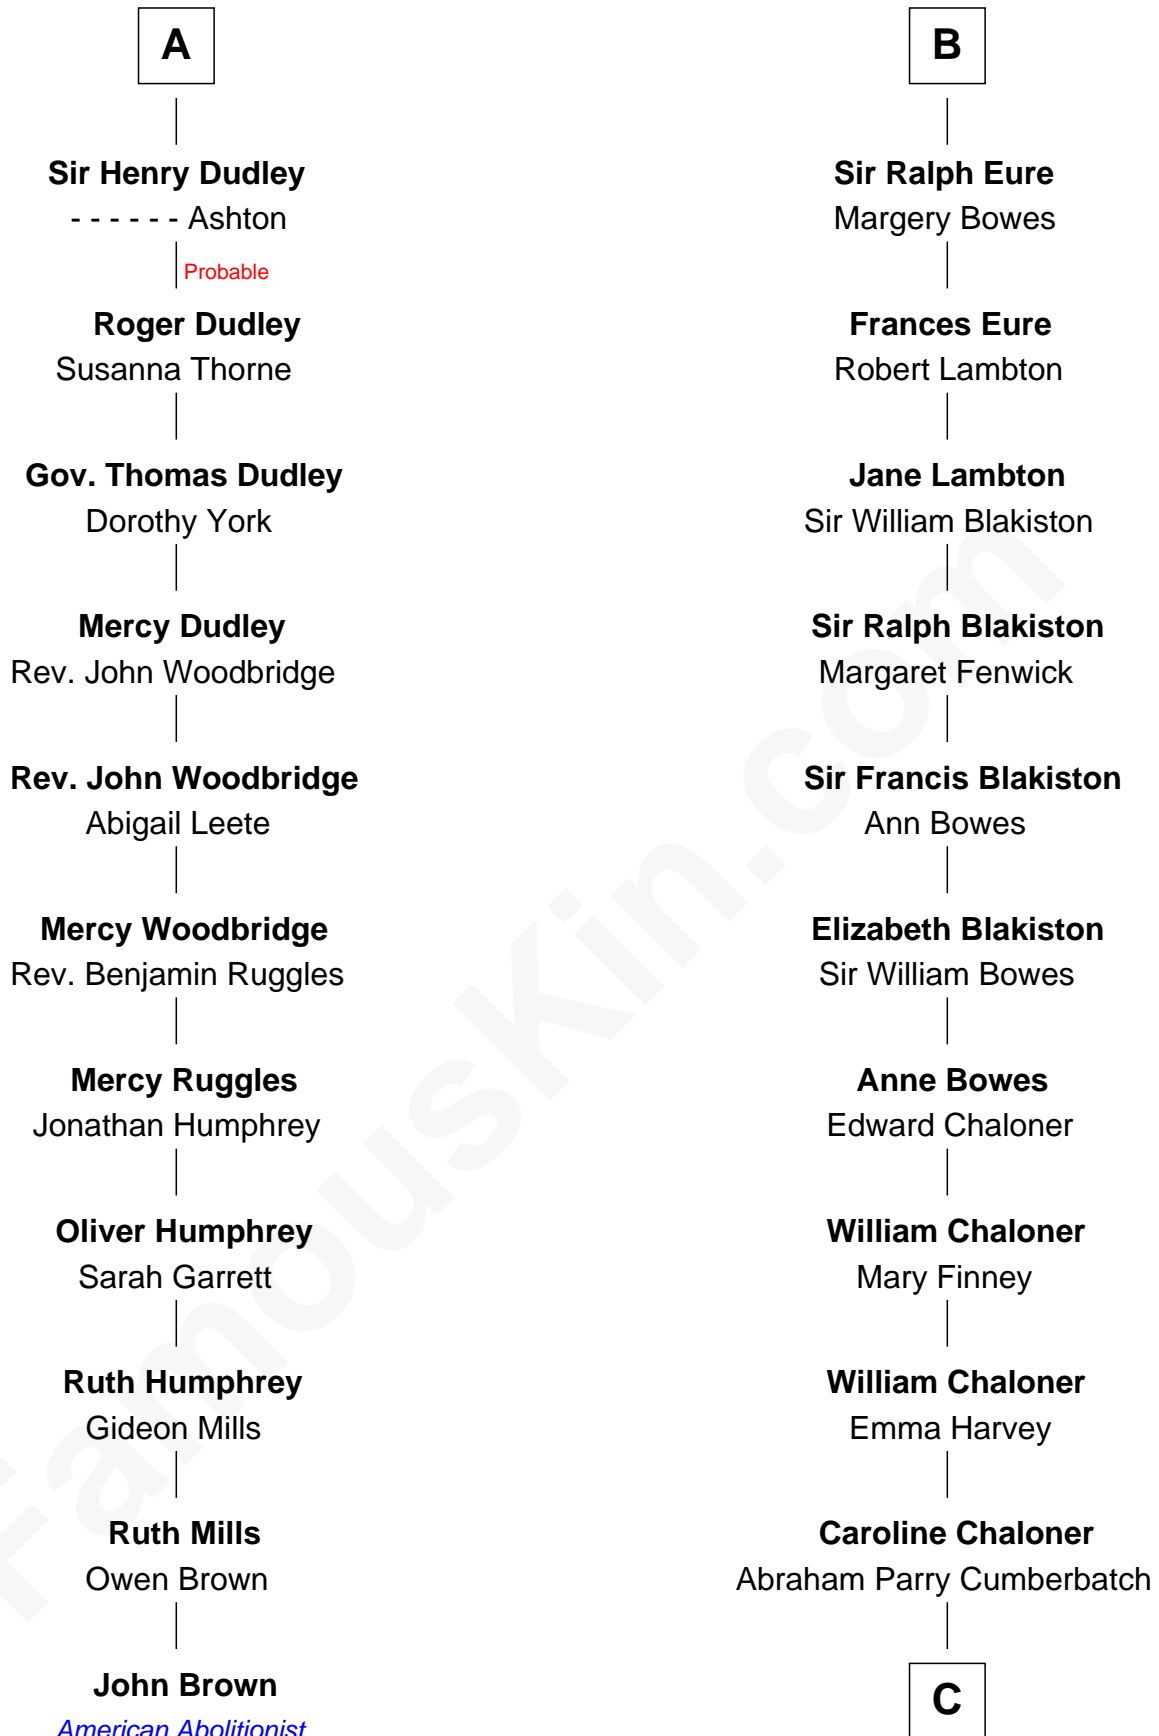 A
Sir Henry Dudley
- - - - - - Ashton
Probable
Roger Dudley
Susanna Thorne
Gov. Thomas Dudley
Dorothy York
Mercy Dudley
Rev. John Woodbridge
Rev. John Woodbridge
Abigail Leete
Mercy Woodbridge
Rev. Benjamin Ruggles
Mercy Ruggles
Jonathan Humphrey
Oliver Humphrey
Sarah Garrett
Ruth Humphrey
Gideon Mills
Ruth Mills
Owen Brown
John Brown
American Abolitionist
B
Sir Ralph Eure
Margery Bowes
Frances Eure
Robert Lambton
Jane Lambton
Sir William Blakiston
Sir Ralph Blakiston
Margaret Fenwick
Sir Francis Blakiston
Ann Bowes
Elizabeth Blakiston
Sir William Bowes
Anne Bowes
Edward Chaloner
William Chaloner
Mary Finney
William Chaloner
Emma Harvey
Caroline Chaloner
Abraham Parry Cumberbatch
C
FamousKin.com